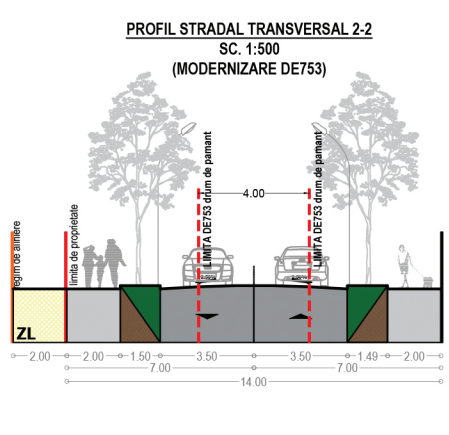 PROFIL STRADAL TRANSVERSAL 2-2
SC. 1:500
(MODERNIZARE DE753)
LIMITA DE753 drum de pamant
LIMITA DE753 drum de pamant
4.00
regim de aliniere
limita de proprietate
ZL
2.00 2.00 1.50 3.50 3.50 1.49 2.00
7.00 7.00
14.00